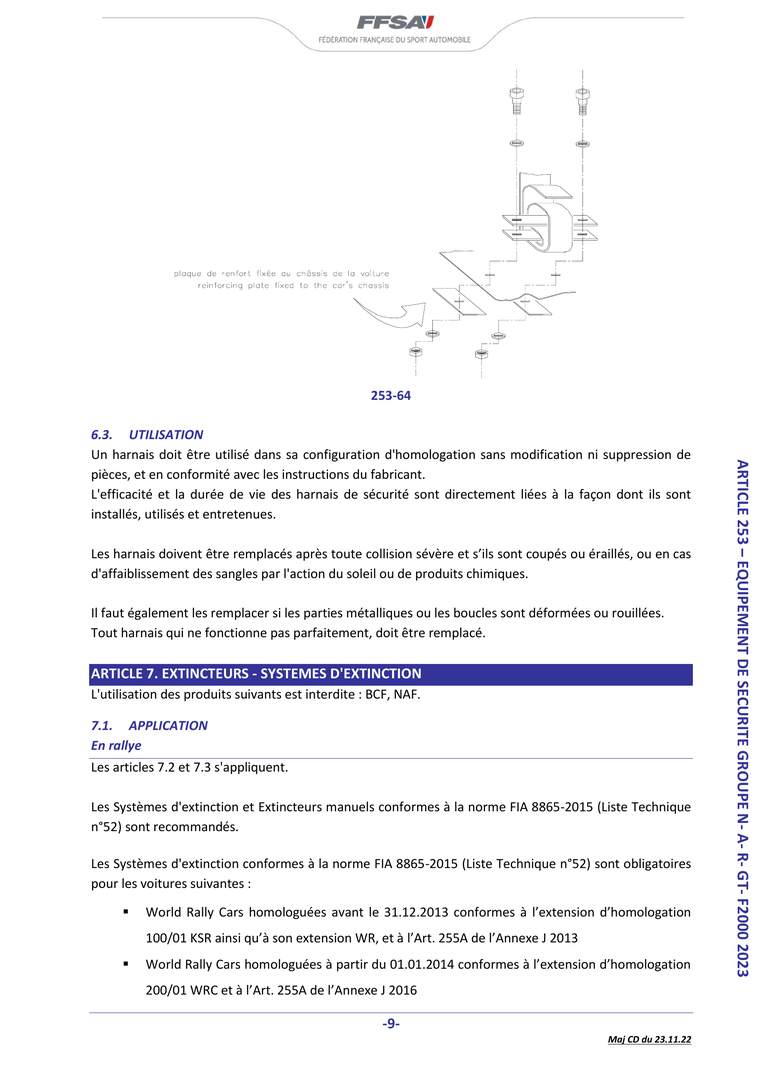 FFSA
FÉDÉRATION FRANÇAISE DU SPORT AUTOMOBILE
plaque de renfort fixée au châssis de la voiture
reinforcing plate fixed to the car's chassis
253-64
6.3. UTILISATION
Un harnais doit être utilisé dans sa configuration d'homologation sans modification ni suppression de
pièces, et en conformité avec les instructions du fabricant.
L'efficacité et la durée de vie des harnais de sécurité sont directement liées à la façon dont ils sont
installés, utilisés et entretenues.
Les harnais doivent être remplacés après toute collision sévère et s’ils sont coupés ou éraillés, ou en cas
d'affaiblissement des sangles par l'action du soleil ou de produits chimiques.
Il faut également les remplacer si les parties métalliques ou les boucles sont déformées ou rouillées.
Tout harnais qui ne fonctionne pas parfaitement, doit être remplacé.
ARTICLE 7. EXTINCTEURS - SYSTEMES D'EXTINCTION
L'utilisation des produits suivants est interdite : BCF, NAF.
7.1. APPLICATION
En rallye
Les articles 7.2 et 7.3 s'appliquent.
Les Systèmes d'extinction et Extincteurs manuels conformes à la norme FIA 8865-2015 (Liste Technique
n°52) sont recommandés.
Les Systèmes d'extinction conformes à la norme FIA 8865-2015 (Liste Technique n°52) sont obligatoires
pour les voitures suivantes :
▪ World Rally Cars homologuées avant le 31.12.2013 conformes à l’extension d’homologation
100/01 KSR ainsi qu’à son extension WR, et à l’Art. 255A de l’Annexe J 2013
▪ World Rally Cars homologuées à partir du 01.01.2014 conformes à l’extension d’homologation
200/01 WRC et à l’Art. 255A de l’Annexe J 2016
ARTICLE 253 – EQUIPEMENT DE SECURITE GROUPE N- A- R- GT- F2000 2023
-9-
Maj CD du 23.11.22